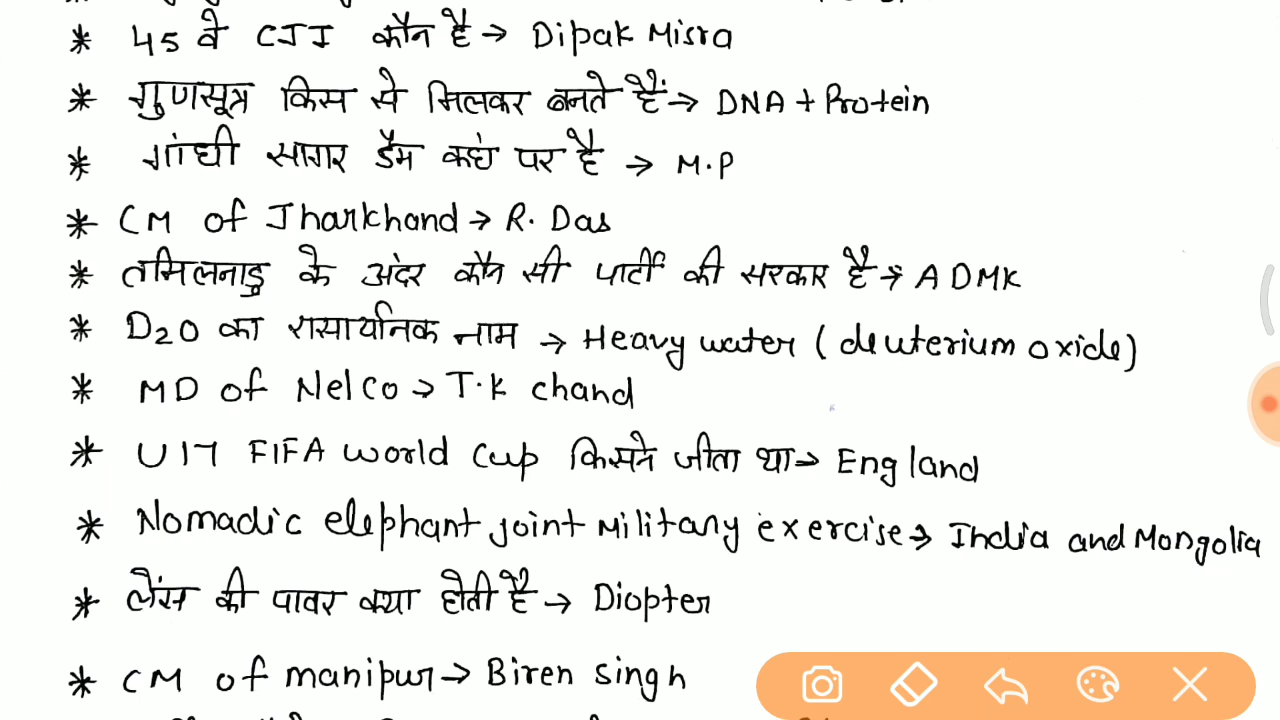 * 45 वे CJI कौन है → Dipak Misra
* गुणसूत्र किस से मिलकर बनते हैं → DNA + Protein
* गांधी सागर डैम कहां पर है → M.P
* CM of Jharkhand → R. Das
* तमिलनाडु के अंदर कौन सी पार्टी की सरकार है → ADMK
* D₂O का रासायनिक नाम → Heavy water (deuterium oxide)
* MD of Nelco → T.K chand
* U17 FIFA world cup किसने जीता था → England
* Nomadic elephant joint Military exercise → India and Mongolia
* लेंस की पावर क्या होती है → Diopter
* CM of manipur → Biren singh